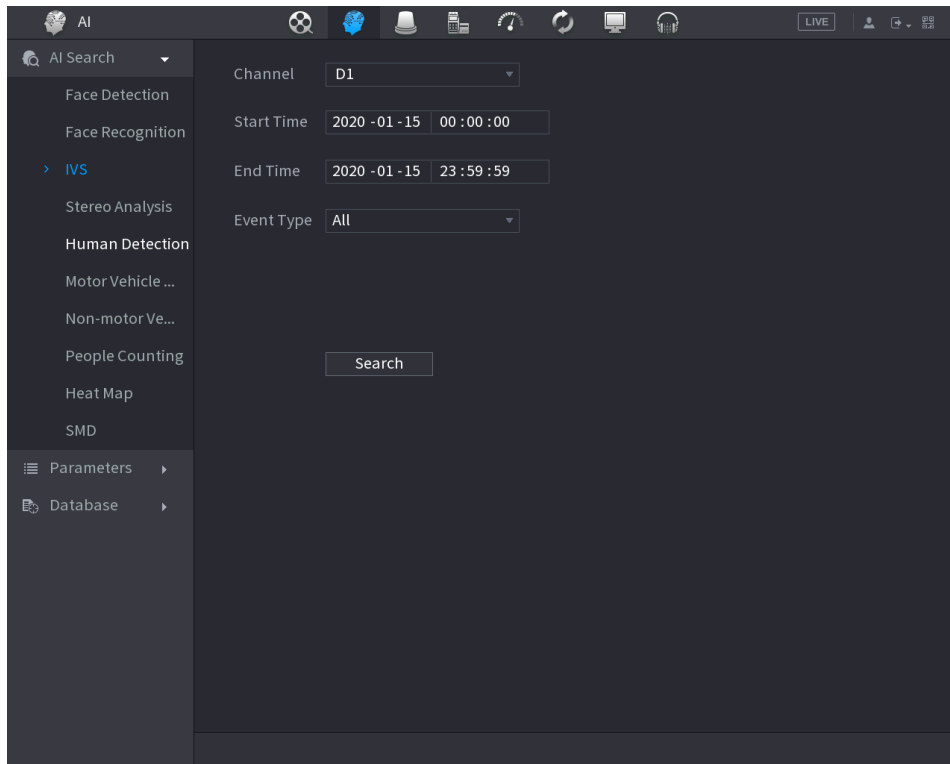 AI
LIVE
AI Search
Face Detection
Face Recognition
IVS
Stereo Analysis
Human Detection
Motor Vehicle ...
Non-motor Ve...
People Counting
Heat Map
SMD
Parameters
Database
Channel D1
Start Time 2020 -01 -15 00 :00 :00
End Time 2020 -01 -15 23 :59 :59
Event Type All
Search